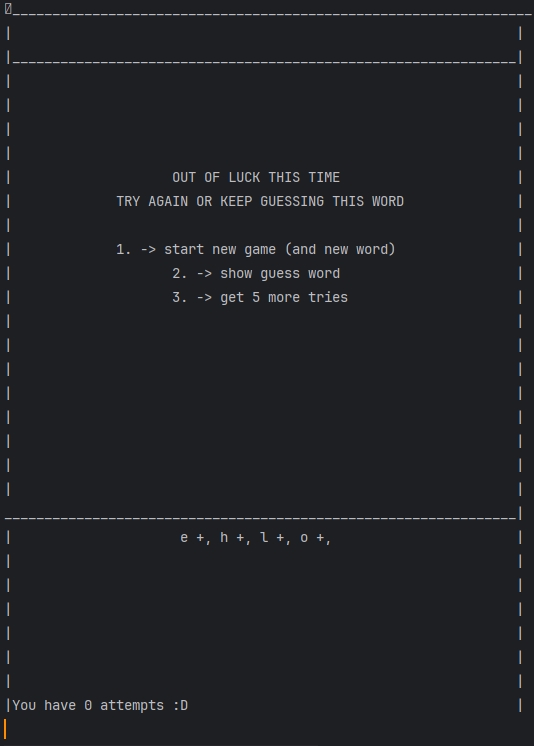 OUT OF LUCK THIS TIME
TRY AGAIN OR KEEP GUESSING THIS WORD
1. -> start new game (and new word)
2. -> show guess word
3. -> get 5 more tries
e +, h +, l +, o +,
You have 0 attempts :D